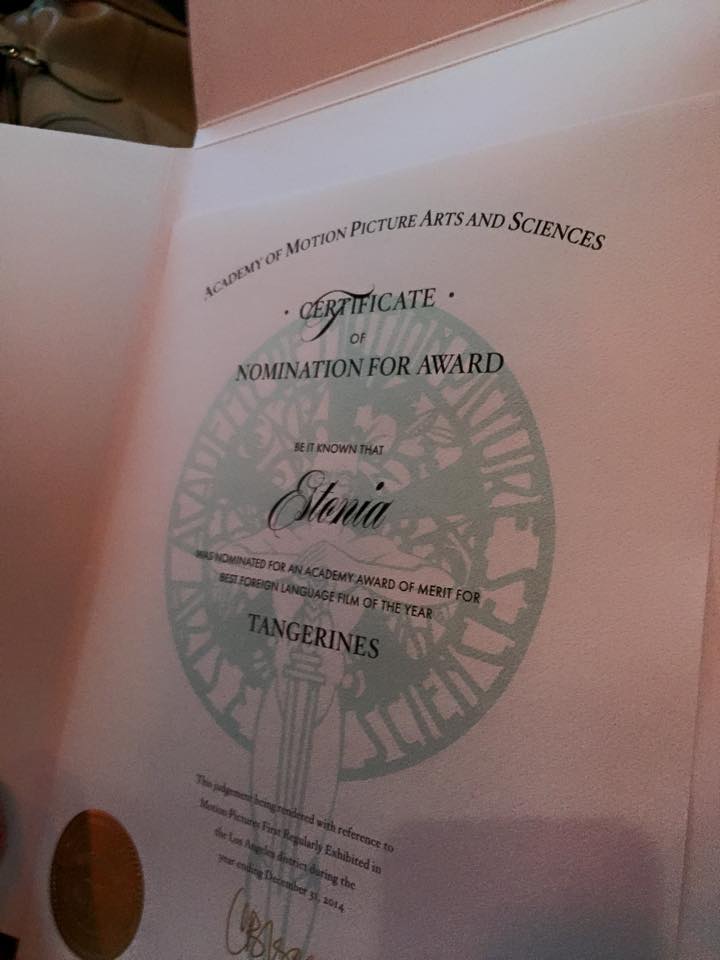 ACADEMY OF MOTION PICTURE ARTS AND SCIENCES
· CERTIFICATE ·
OF
NOMINATION FOR AWARD
BE IT KNOWN THAT
Estonia
WAS NOMINATED FOR AN ACADEMY AWARD OF MERIT FOR
BEST FOREIGN LANGUAGE FILM OF THE YEAR
TANGERINES
This judgement being rendered with reference to
Motion Pictures First Regularly Exhibited in
the Los Angeles district during the
year ending December 31, 2014